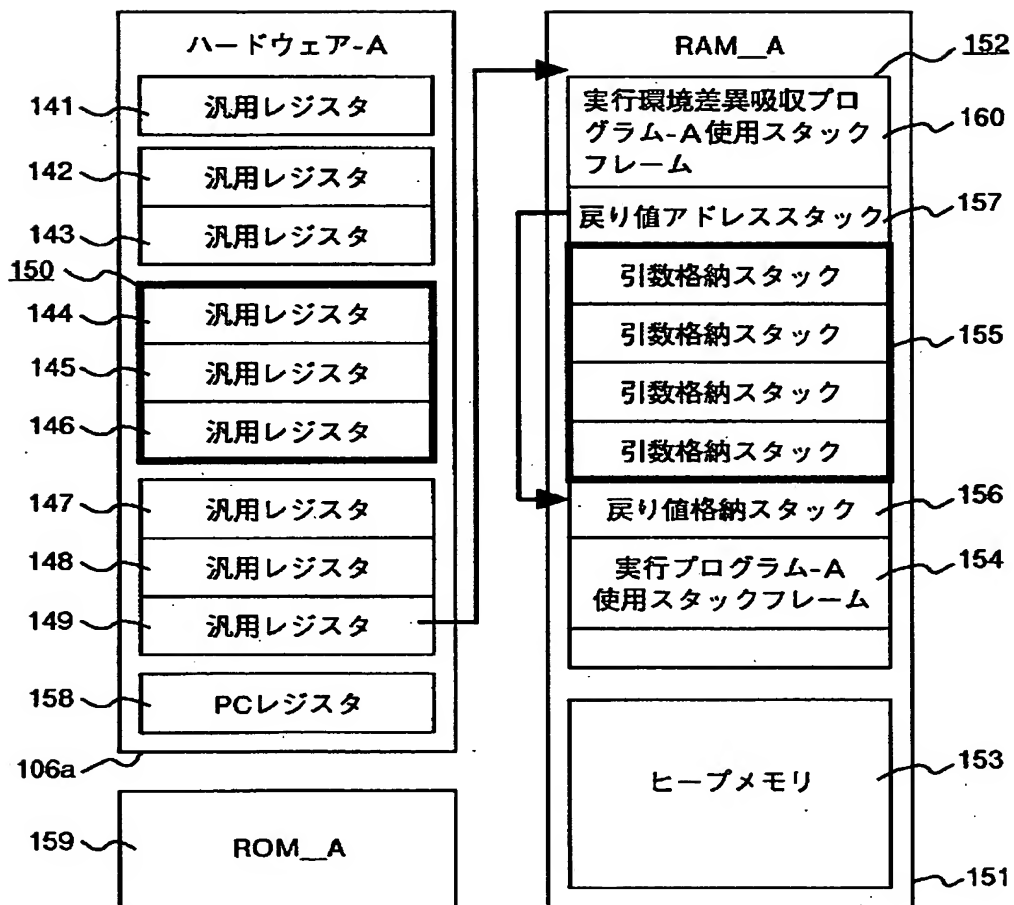 ハードウェア-A
141
汎用レジスタ
142
汎用レジスタ
143
汎用レジスタ
150
144
汎用レジスタ
145
汎用レジスタ
146
汎用レジスタ
147
汎用レジスタ
148
汎用レジスタ
149
汎用レジスタ
158
PCレジスタ
106a
159
ROM__A
RAM__A
152
実行環境差異吸収プロ
グラム-A使用スタック
フレーム
160
戻り値アドレススタック
157
引数格納スタック
引数格納スタック
155
引数格納スタック
引数格納スタック
戻り値格納スタック
156
実行プログラム-A
使用スタックフレーム
154
ヒープメモリ
153
151